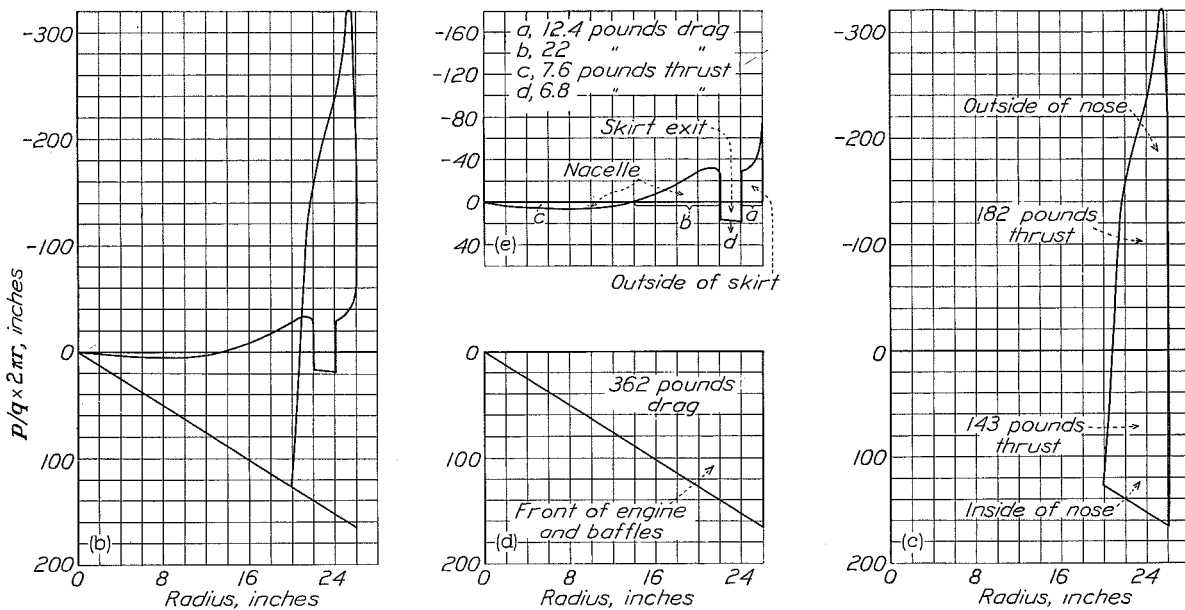 p/q × 2πr, inches
-300
-200
-100
0
100
200
(b)
0
8
16
24
Radius, inches
-160
-120
-80
-40
0
40
(e)
a, 12.4 pounds drag
b, 22 " "
c, 7.6 pounds thrust
d, 6.8 " "
Skirt exit
Nacelle
c
b
a
d
Outside of skirt
0
100
200
362 pounds
drag
Front of engine
and baffles
(d)
0
8
16
24
Radius, inches
-300
-200
-100
0
100
200
Outside of nose
182 pounds
thrust
143 pounds
thrust
Inside of nose
(c)
0
8
16
24
Radius, inches